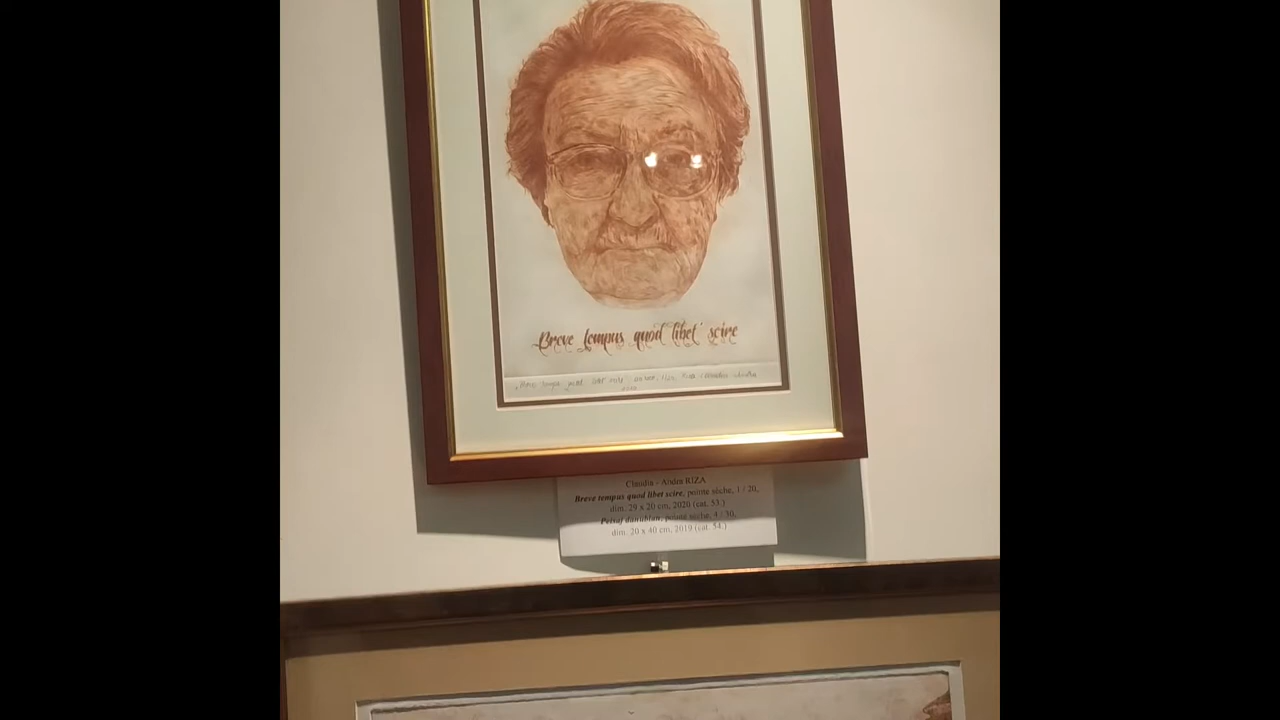 Breve tempus quod libet scire
Claudia - Andra RIZA
Breve tempus quod libet scire, pointe sèche, 1 / 20,
dim. 29 x 20 cm, 2020 (cat. 53.)
Peisaj danubian, pointe sèche, 4 / 30,
dim. 20 x 40 cm, 2019 (cat. 54.)